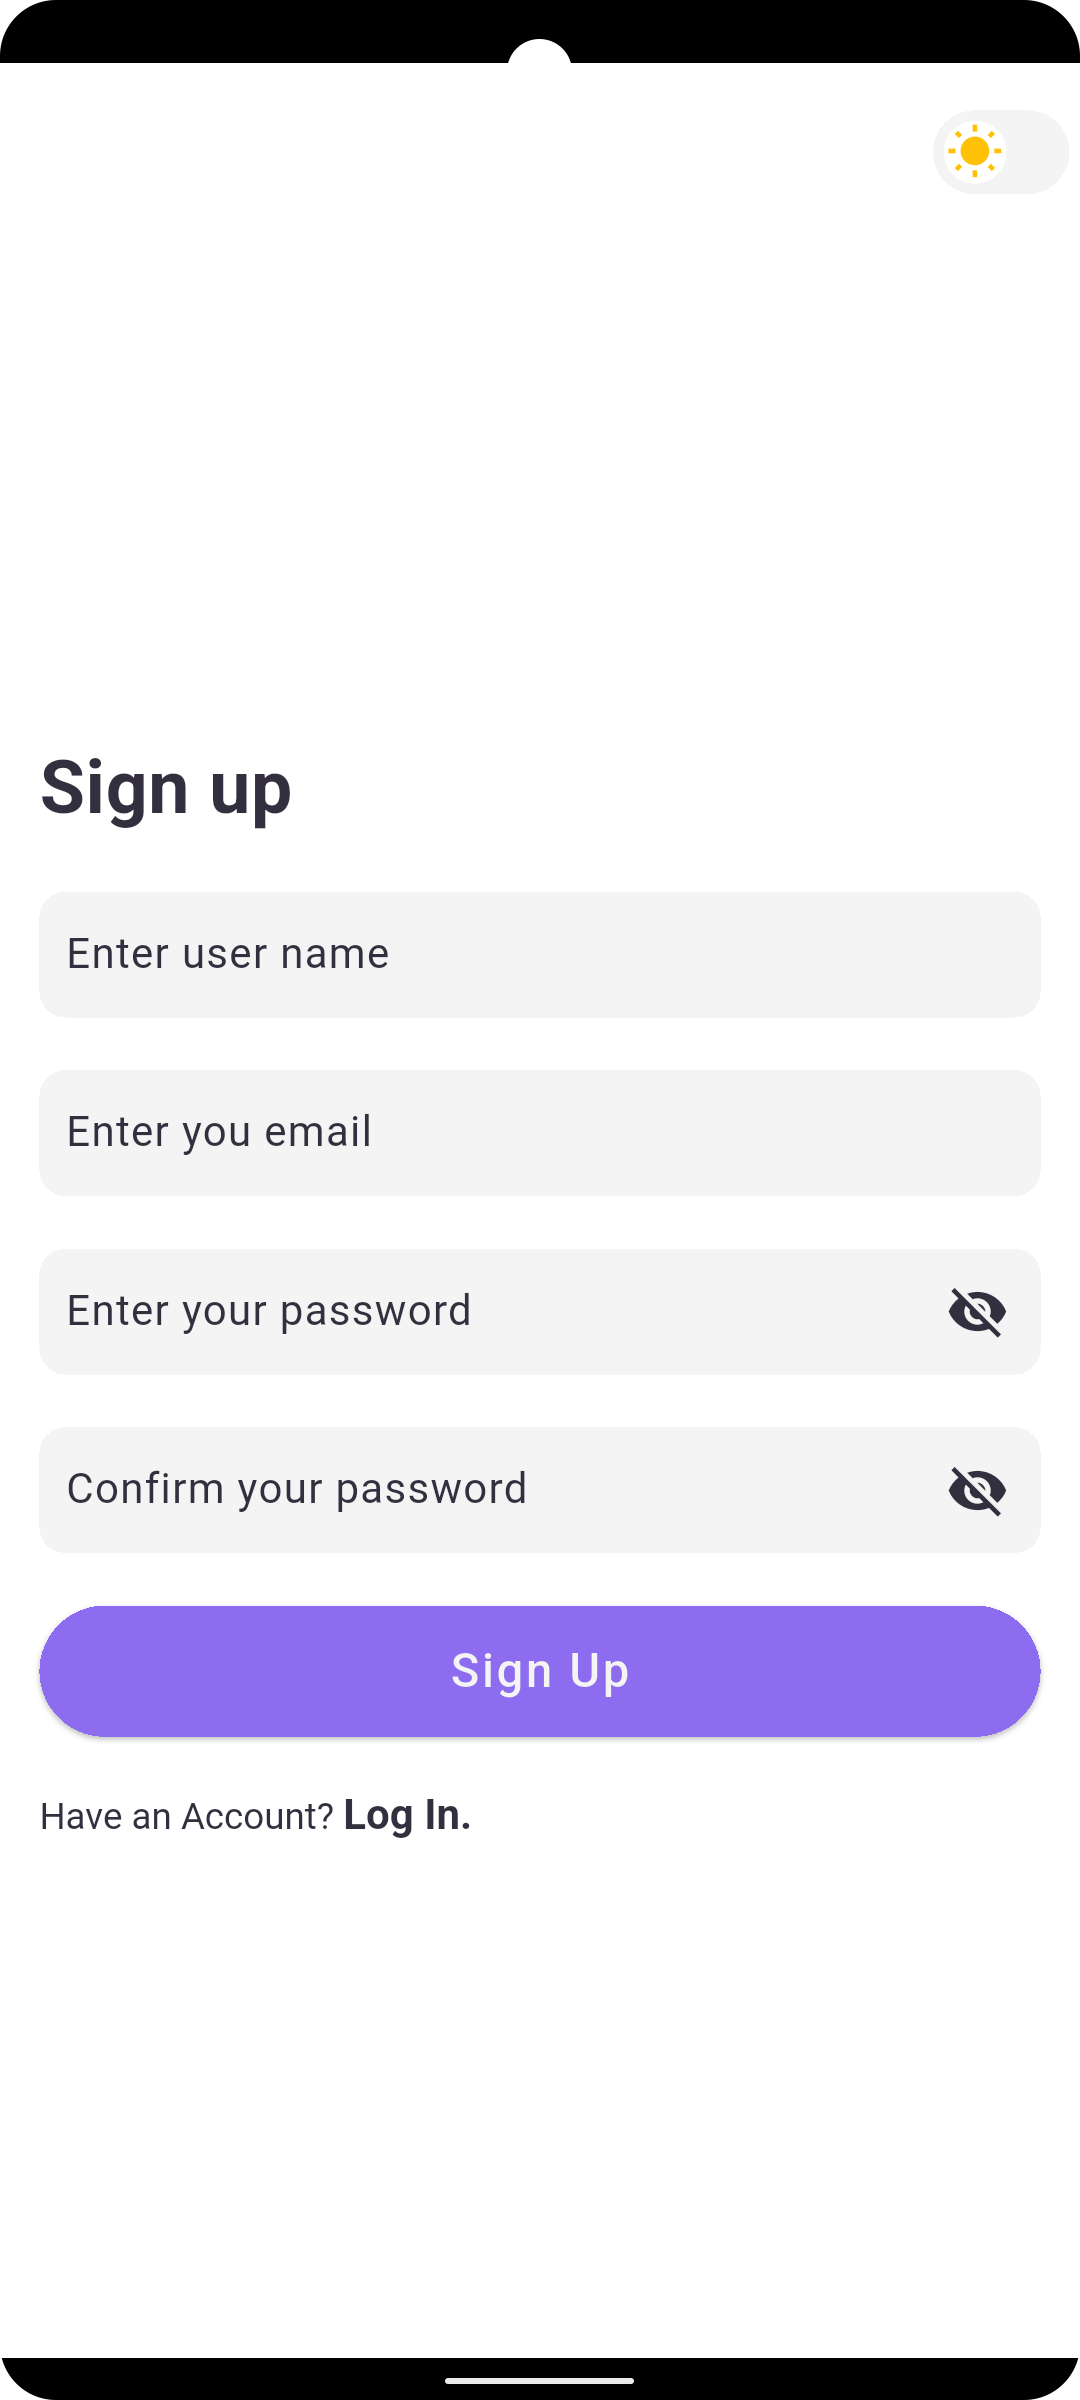 Sign up
Enter user name
Enter you email
Enter your password
Confirm your password
Sign Up
Have an Account? Log In.